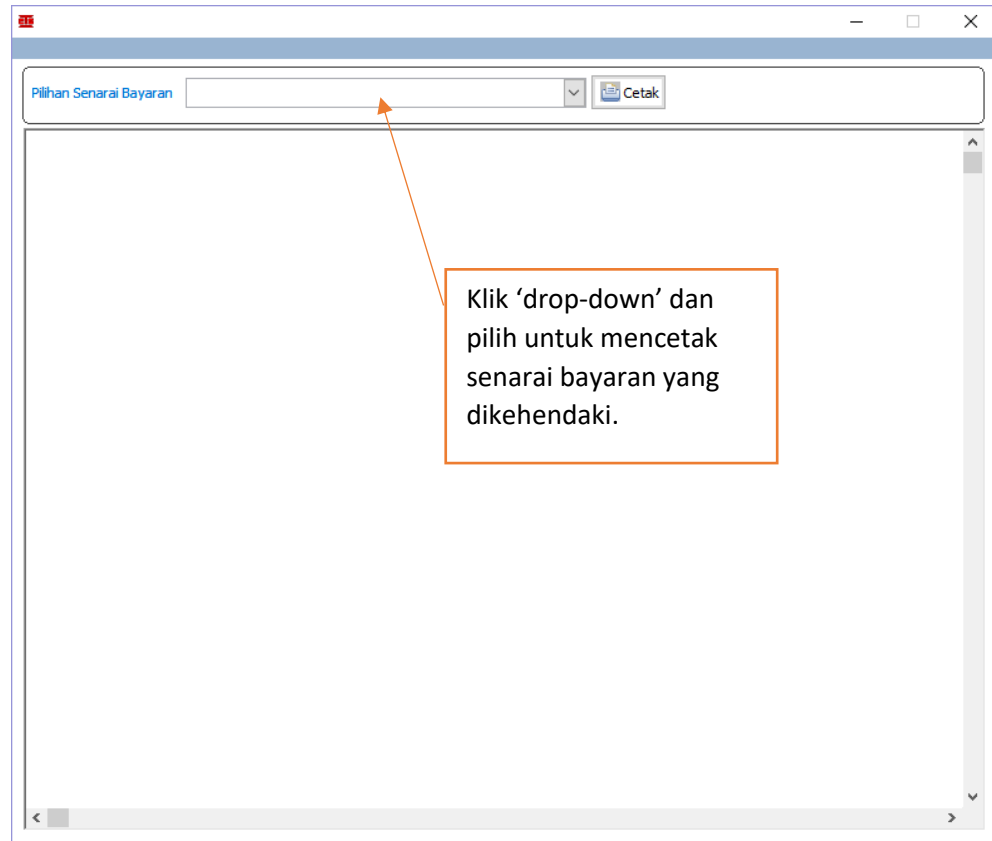 Pilihan Senarai Bayaran
Cetak
Klik ‘drop-down’ dan
pilih untuk mencetak
senarai bayaran yang
dikehendaki.